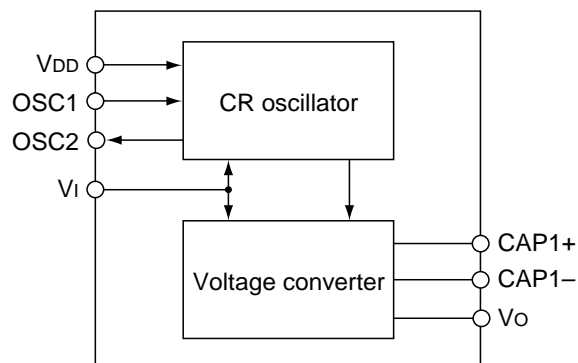 VDD
OSC1
CR oscillator
OSC2
VI
CAP1+
Voltage converter
CAP1–
VO